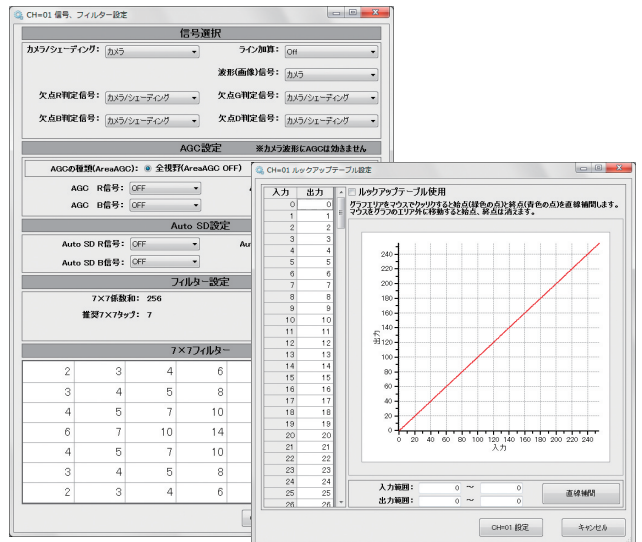 CH=01 信号、フィルター設定
信号選択
カメラ/シェーディング: カメラ ライン加算: OFF
波形(画像)信号: カメラ
欠点R判定信号: カメラ/シェーディング 欠点G判定信号: カメラ/シェーディング
欠点B判定信号: カメラ/シェーディング 欠点D判定信号: カメラ/シェーディング
AGC設定 ※カメラ波形にAGCは効きません
AGCの種類(AreaAGC): 全視野(AreaAGC OFF)
AGC R信号: OFF
AGC B信号: OFF
Auto SD設定
Auto SD R信号: OFF Au
Auto SD B信号: OFF
フィルター設定
7×7係数和: 256
推奨7×7タップ: 7
7×7フィルター
2 3 4 6
3 4 5 8
4 5 7 10
6 7 10 14
4 5 7 10
3 4 5 8
2 3 4 6
CH=01 ルックアップテーブル設定
入力 出力
0 0
1 1
2 2
3 3
4 4
5 5
6 6
7 7
8 8
9 9
10 10
11 11
12 12
13 13
14 14
15 15
16 16
17 17
18 18
19 19
20 20
21 21
22 22
23 23
24 24
25 25
26 26
ルックアップテーブル使用
グラフエリアをマウスでクリックすると始点(緑色の点)と終点(青色の点)を直線補間します。
マウスをグラフのエリア外に移動すると始点、終点は消えます。
240
220
200
180
160
140
120
100
80
60
40
20
0
出力
0 20 40 60 80 100 120 140 160 180 200 220 240
入力
入力範囲: 0 ～ 0
出力範囲: 0 ～ 0
直線補間
CH=01 設定 キャンセル